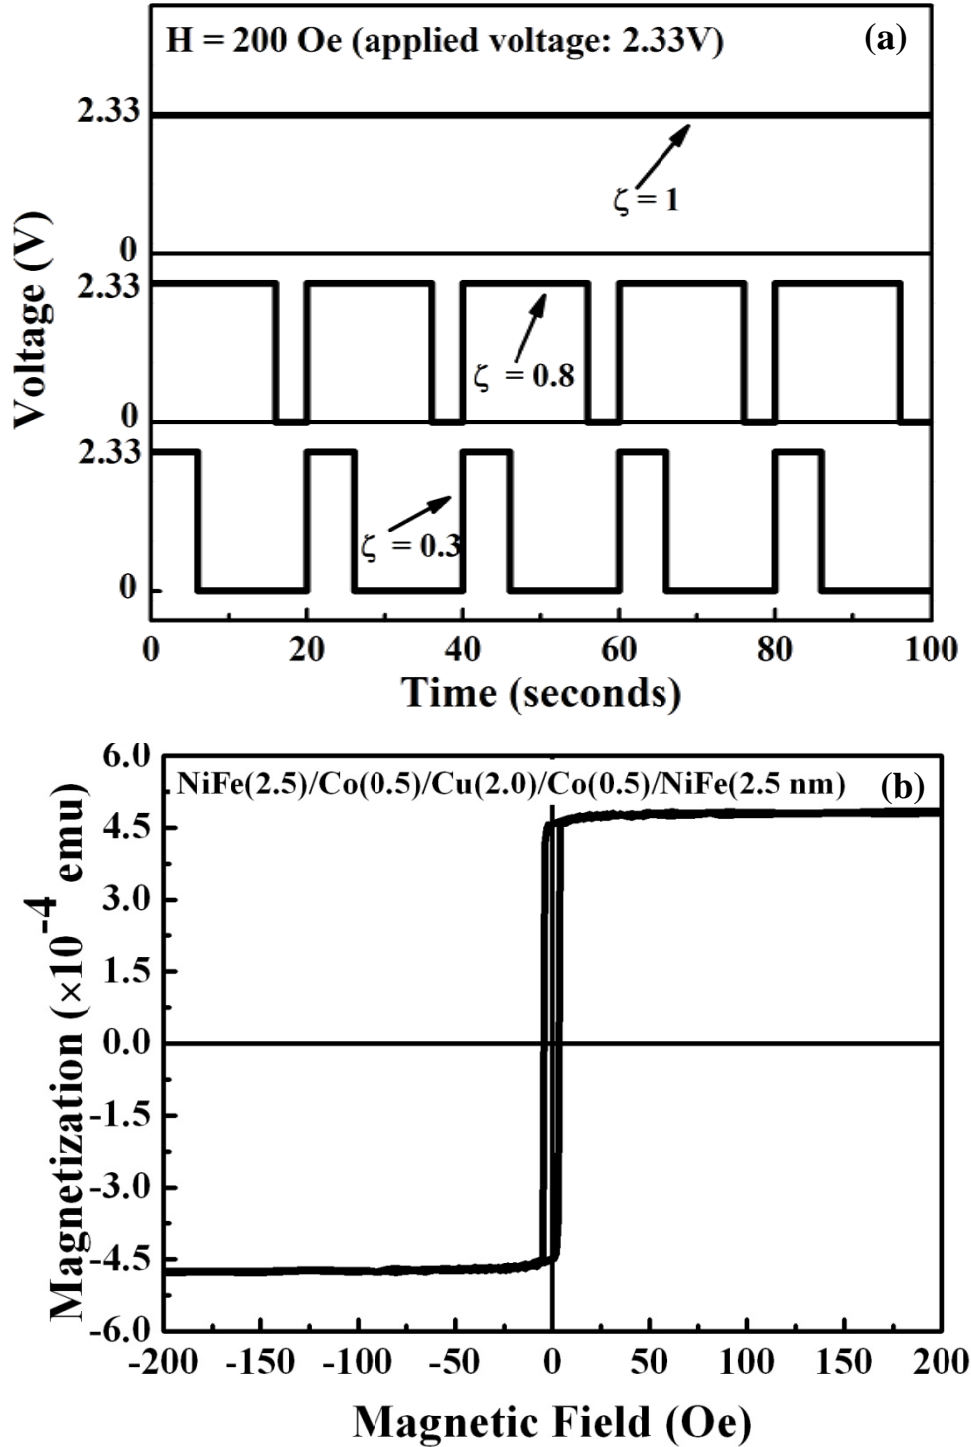 H = 200 Oe (applied voltage: 2.33V) (a)
2.33
ζ = 1
0
2.33
ζ = 0.8
0
2.33
ζ = 0.3
0
Voltage (V)
0 20 40 60 80 100
Time (seconds)
6.0
NiFe(2.5)/Co(0.5)/Cu(2.0)/Co(0.5)/NiFe(2.5 nm) (b)
4.5
3.0
1.5
0.0
-1.5
-3.0
-4.5
-6.0
Magnetization (×10⁻⁴ emu)
-200 -150 -100 -50 0 50 100 150 200
Magnetic Field (Oe)